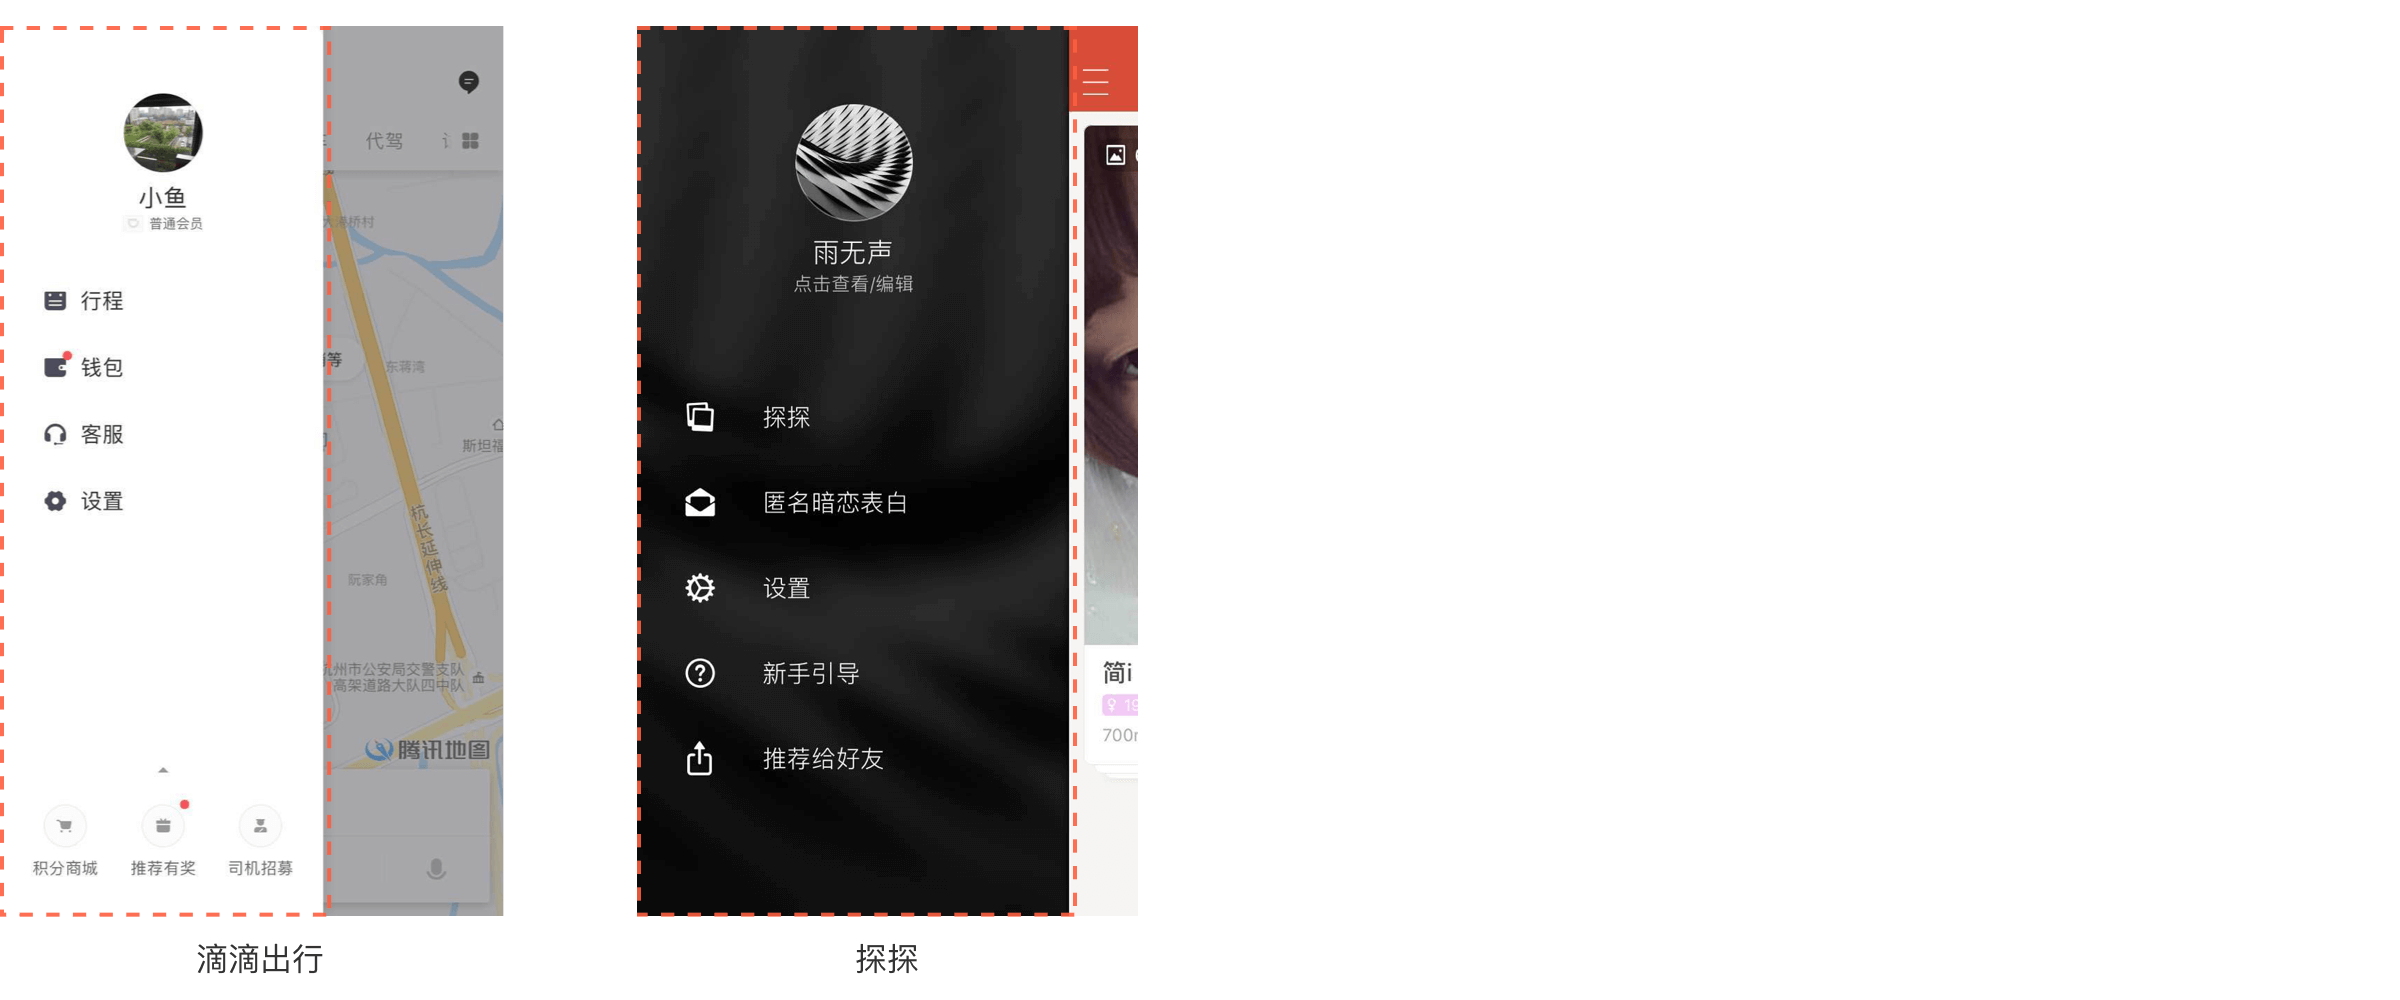 小鱼
普通会员
行程
钱包
客服
设置
积分商城
推荐有奖
司机招募
代驾
东蒋湾
斯坦福
杭长延伸线
阮家角
杭州市公安局交警支队
高架道路大队四中队
腾讯地图
滴滴出行
雨无声
点击查看/编辑
探探
匿名暗恋表白
设置
新手引导
推荐给好友
简i
19
700
探探